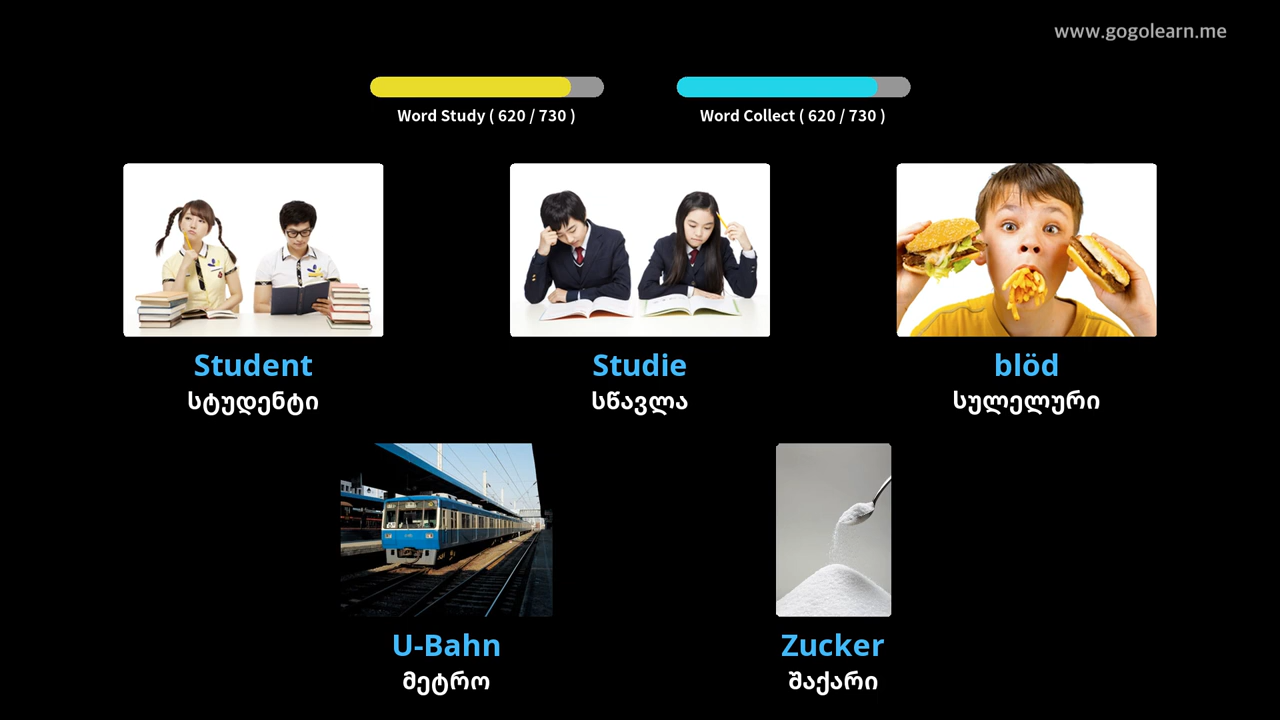 www.gogolearn.me
Word Study ( 620 / 730 )
Word Collect ( 620 / 730 )
Student
სტუდენტი
Studie
სწავლა
blöd
სულელური
U-Bahn
მეტრო
Zucker
შაქარი